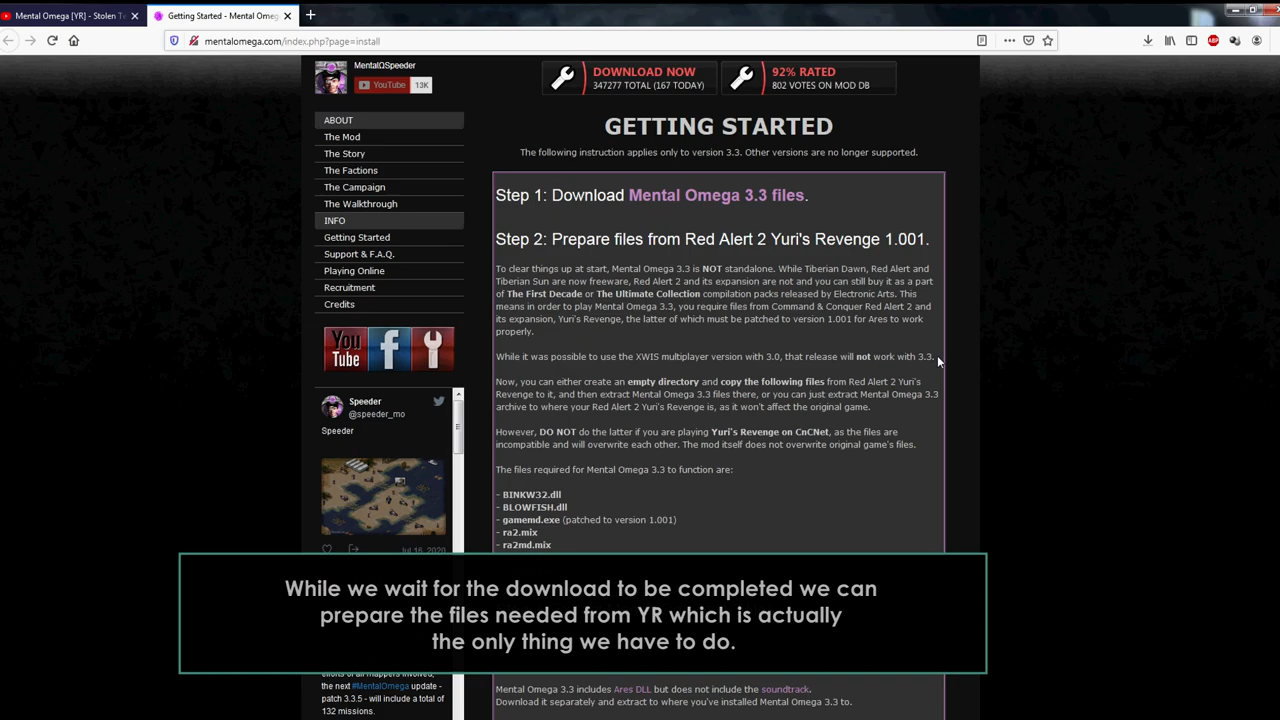 Mental Omega [YR] - Stolen T
Getting Started - Mental Omeg
mentalomega.com/index.php?page=install
ABP
MentalΩSpeeder
YouTube 13K
DOWNLOAD NOW
347277 TOTAL (167 TODAY)
92% RATED
802 VOTES ON MOD DB
ABOUT
The Mod
The Story
The Factions
The Campaign
The Walkthrough
INFO
Getting Started
Support & F.A.Q.
Playing Online
Recruitment
Credits
You
Tube
Speeder
@speeder_mo
Speeder
Jul 16, 2020
efforts of all mappers involved,
the next #MentalOmega update -
patch 3.3.5 - will include a total of
132 missions.
GETTING STARTED
The following instruction applies only to version 3.3. Other versions are no longer supported.
Step 1: Download Mental Omega 3.3 files.
Step 2: Prepare files from Red Alert 2 Yuri's Revenge 1.001.
To clear things up at start, Mental Omega 3.3 is NOT standalone. While Tiberian Dawn, Red Alert and
Tiberian Sun are now freeware, Red Alert 2 and its expansion are not and you can still buy it as a part
of The First Decade or The Ultimate Collection compilation packs released by Electronic Arts. This
means in order to play Mental Omega 3.3, you require files from Command & Conquer Red Alert 2 and
its expansion, Yuri's Revenge, the latter of which must be patched to version 1.001 for Ares to work
properly.
While it was possible to use the XWIS multiplayer version with 3.0, that release will not work with 3.3.
Now, you can either create an empty directory and copy the following files from Red Alert 2 Yuri's
Revenge to it, and then extract Mental Omega 3.3 files there, or you can just extract Mental Omega 3.3
archive to where your Red Alert 2 Yuri's Revenge is, as it won't affect the original game.
However, DO NOT do the latter if you are playing Yuri's Revenge on CnCNet, as the files are
incompatible and will overwrite each other. The mod itself does not overwrite original game's files.
The files required for Mental Omega 3.3 to function are:
- BINKW32.dll
- BLOWFISH.dll
- gamemd.exe (patched to version 1.001)
- ra2.mix
- ra2md.mix
While we wait for the download to be completed we can
prepare the files needed from YR which is actually
the only thing we have to do.
Mental Omega 3.3 includes Ares DLL but does not include the soundtrack.
Download it separately and extract to where you've installed Mental Omega 3.3 to.